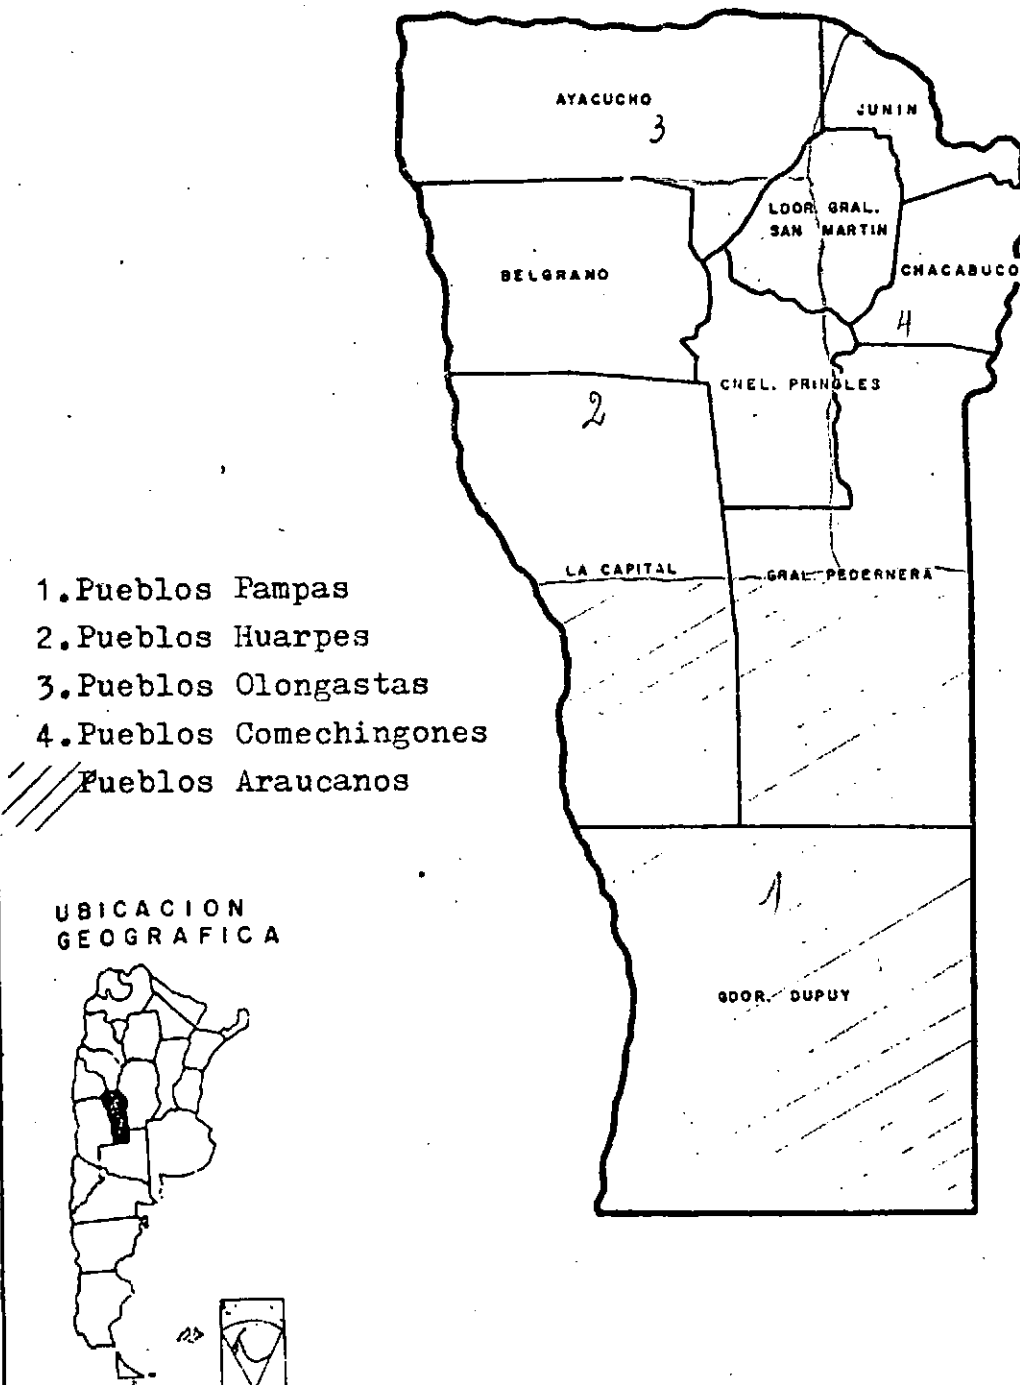 AYACUCHO
3
JUNIN
LDOR. GRAL.
SAN MARTIN
BELGRANO
CHACABUCO
4
CNEL. PRINGLES
2
LA CAPITAL
GRAL. PEDERNERA
1.Pueblos Pampas
2.Pueblos Huarpes
3.Pueblos Olongastas
4.Pueblos Comechingones
Pueblos Araucanos
1
GDOR. DUPUY
UBICACION
GEOGRAFICA